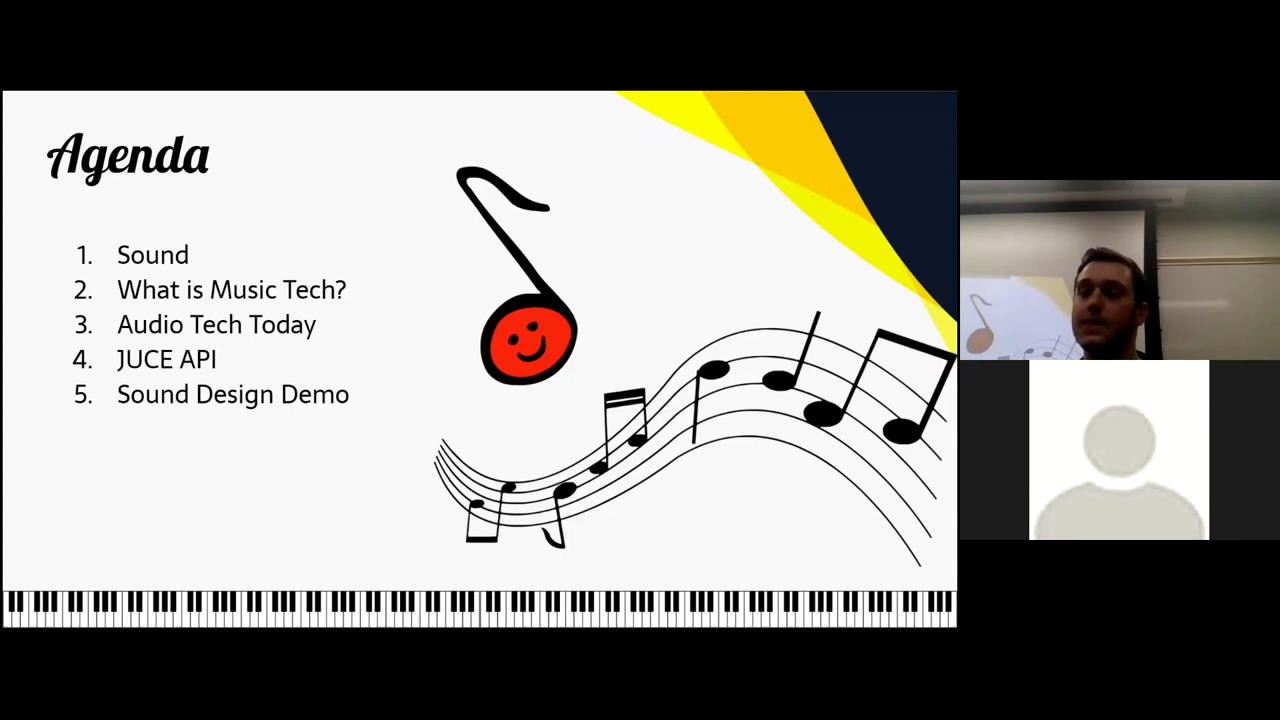 Agenda
1. Sound
2. What is Music Tech?
3. Audio Tech Today
4. JUCE API
5. Sound Design Demo